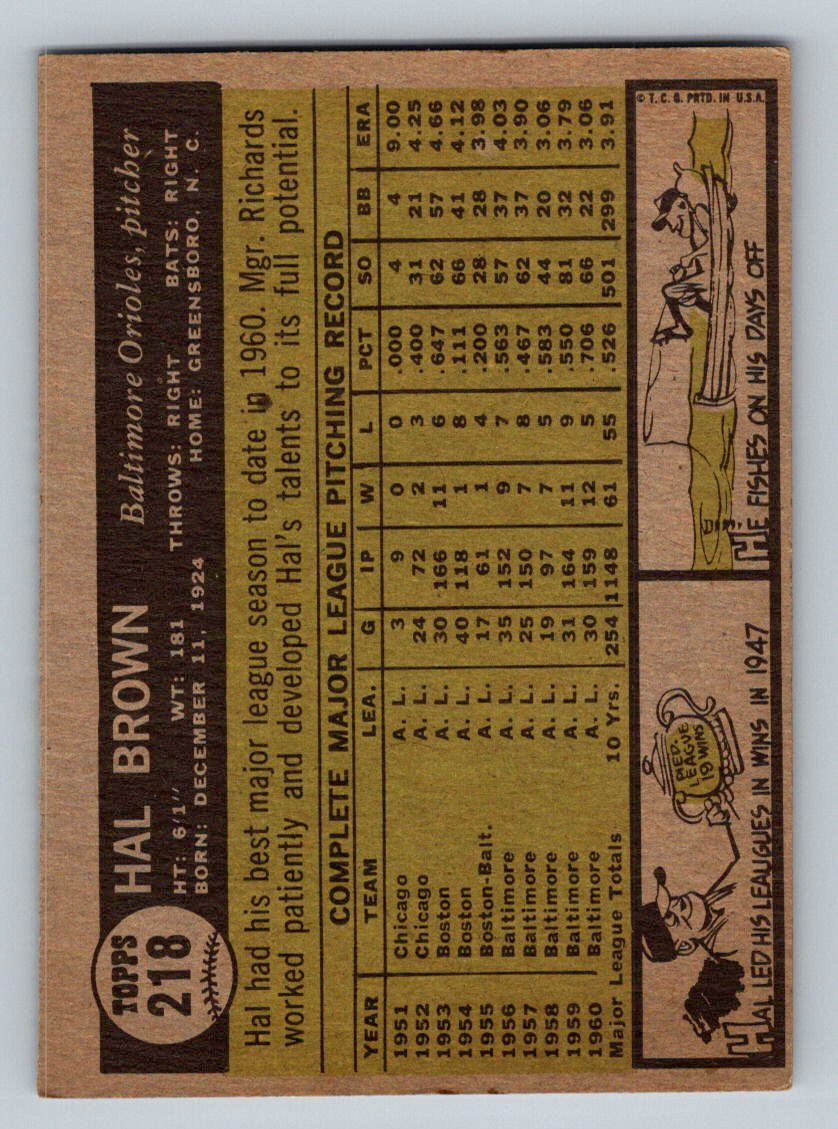 TOPPS
218
HAL BROWN Baltimore Orioles, pitcher
HT: 6'1" WT: 181 THROWS: RIGHT BATS: RIGHT
BORN: DECEMBER 11, 1924 HOME: GREENSBORO, N. C.
Hal had his best major league season to date in 1960. Mgr. Richards
worked patiently and developed Hal's talents to its full potential.
COMPLETE MAJOR LEAGUE PITCHING RECORD
YEAR TEAM LEA. G IP W L PCT SO BB ERA
1951 Chicago A. L. 3 9 0 0 .000 4 4 9.00
1952 Chicago A. L. 24 72 2 3 .400 31 21 4.25
1953 Boston A. L. 30 166 11 6 .647 62 57 4.66
1954 Boston A. L. 40 118 1 8 .111 66 41 4.12
1955 Boston-Balt. A. L. 17 61 1 4 .200 28 28 3.98
1956 Baltimore A. L. 35 152 9 7 .563 57 37 4.03
1957 Baltimore A. L. 25 150 7 8 .467 62 37 3.90
1958 Baltimore A. L. 19 97 7 5 .583 44 20 3.06
1959 Baltimore A. L. 31 164 11 9 .550 81 32 3.79
1960 Baltimore A. L. 30 159 12 5 .706 66 22 3.06
Major League Totals 10 Yrs. 254 1148 61 55 .526 501 299 3.91
PIED.
LEAGUE
19 WINS
HAL LED HIS LEAUGUES IN WINS IN 1947
© T. C. G. PRTD. IN U.S.A.
HE FISHES ON HIS DAYS OFF